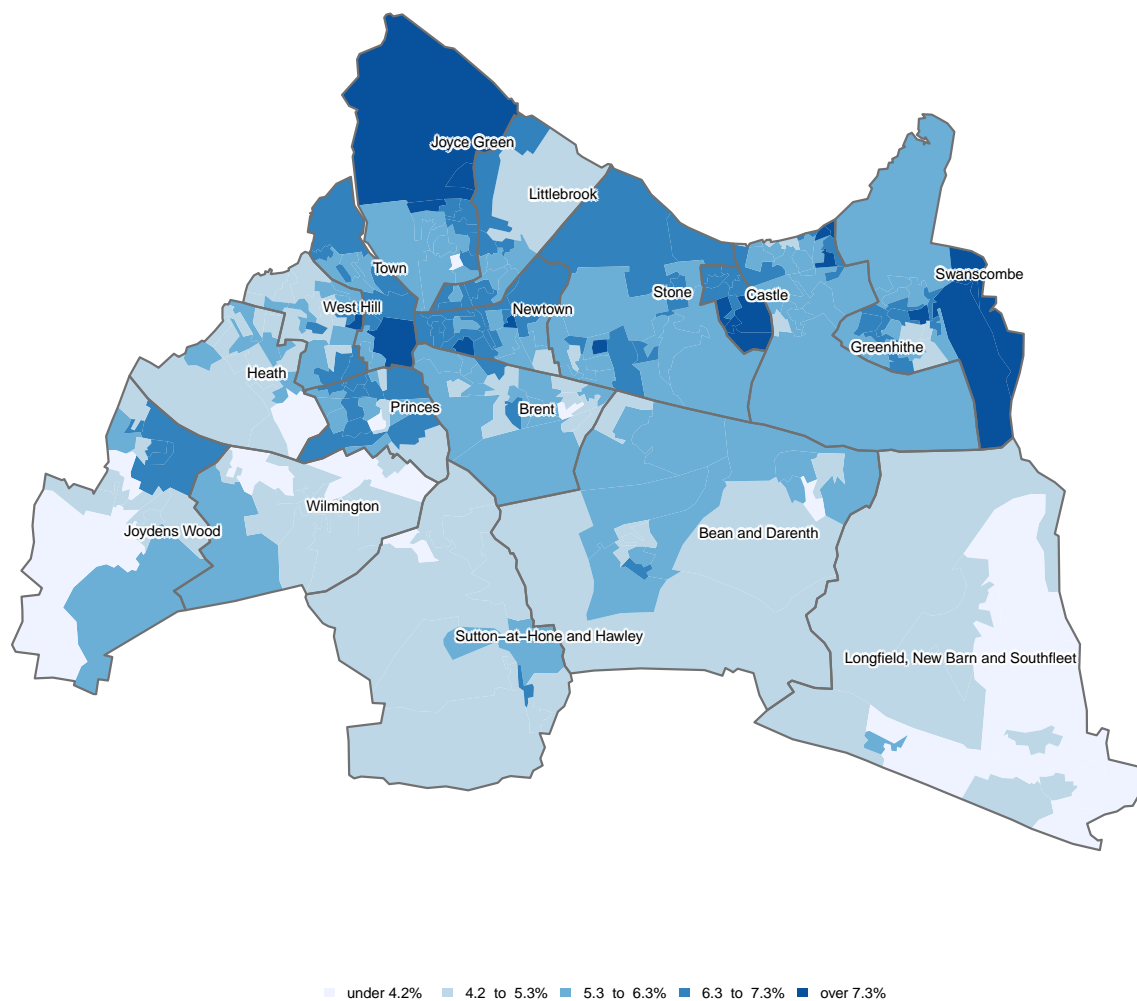 Joyce Green
Littlebrook
Town
Swanscombe
Stone
Castle
West Hill
Newtown
Greenhithe
Heath
Princes
Brent
Wilmington
Joydens Wood
Bean and Darenth
Sutton−at−Hone and Hawley
Longfield, New Barn and Southfleet
under 4.2%
4.2 to 5.3%
5.3 to 6.3%
6.3 to 7.3%
over 7.3%